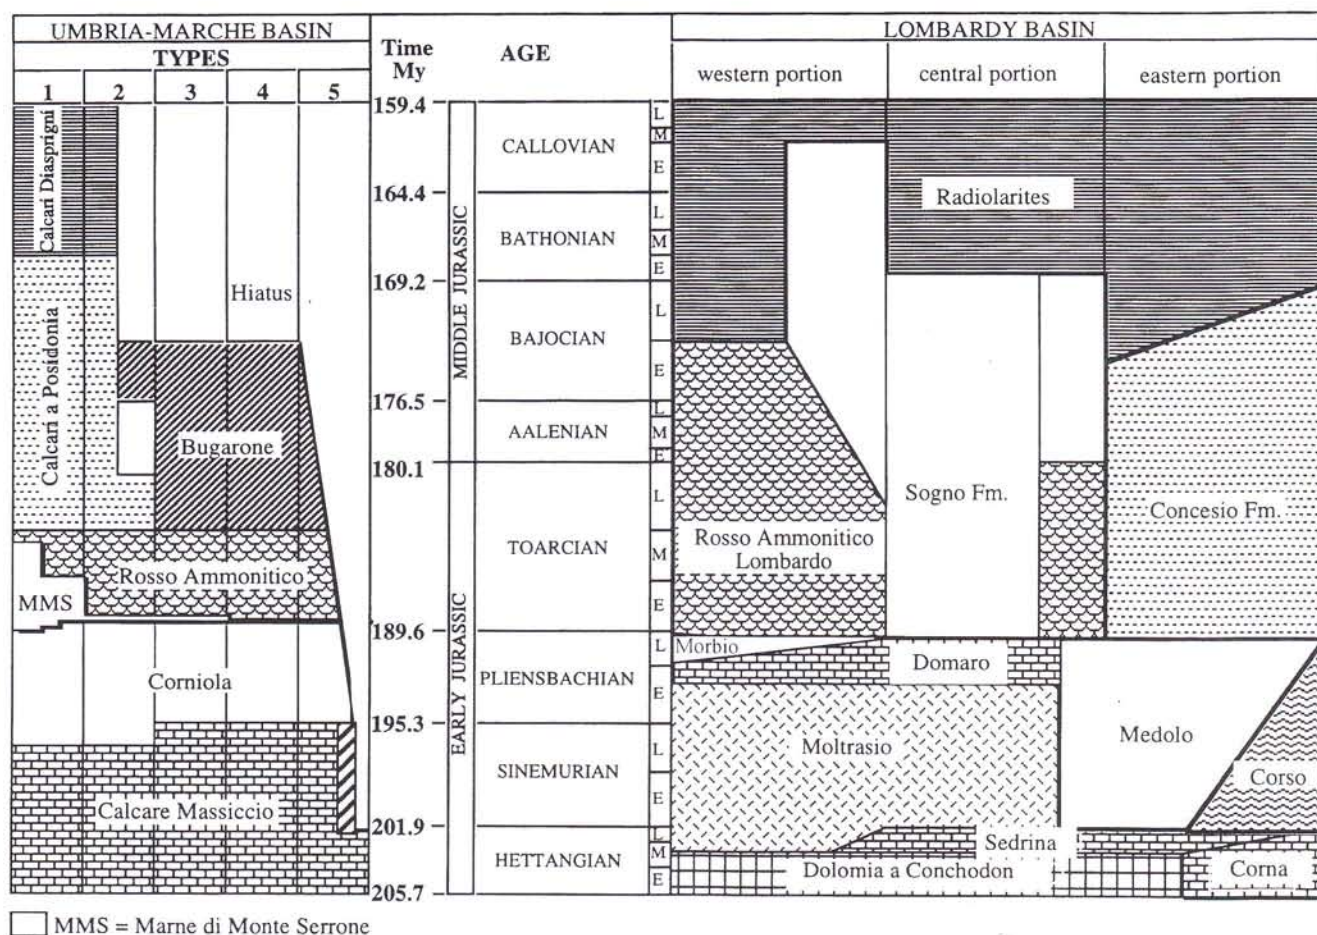 UMBRIA-MARCHE BASIN
TYPES
1 2 3 4 5
Time
My
AGE
LOMBARDY BASIN
western portion
central portion
eastern portion
159.4
164.4
169.2
176.5
180.1
189.6
195.3
201.9
205.7
MIDDLE JURASSIC
EARLY JURASSIC
CALLOVIAN
L
M
E
BATHONIAN
L
M
E
BAJOCIAN
L
E
AALENIAN
L
M
E
TOARCIAN
L
M
E
PLIENSBACHIAN
L
E
SINEMURIAN
L
E
HETTANGIAN
L
M
E
Calcari Diasprigni
Calcari a Posidonia
Hiatus
Bugarone
Rosso Ammonitico
MMS
Corniola
Calcare Massiccio
Radiolarites
Sogno Fm.
Concesio Fm.
Rosso Ammonitico
Lombardo
Morbio
Domaro
Moltrasio
Medolo
Corso
Sedrina
Dolomia a Conchodon
Corna
MMS = Marne di Monte Serrone